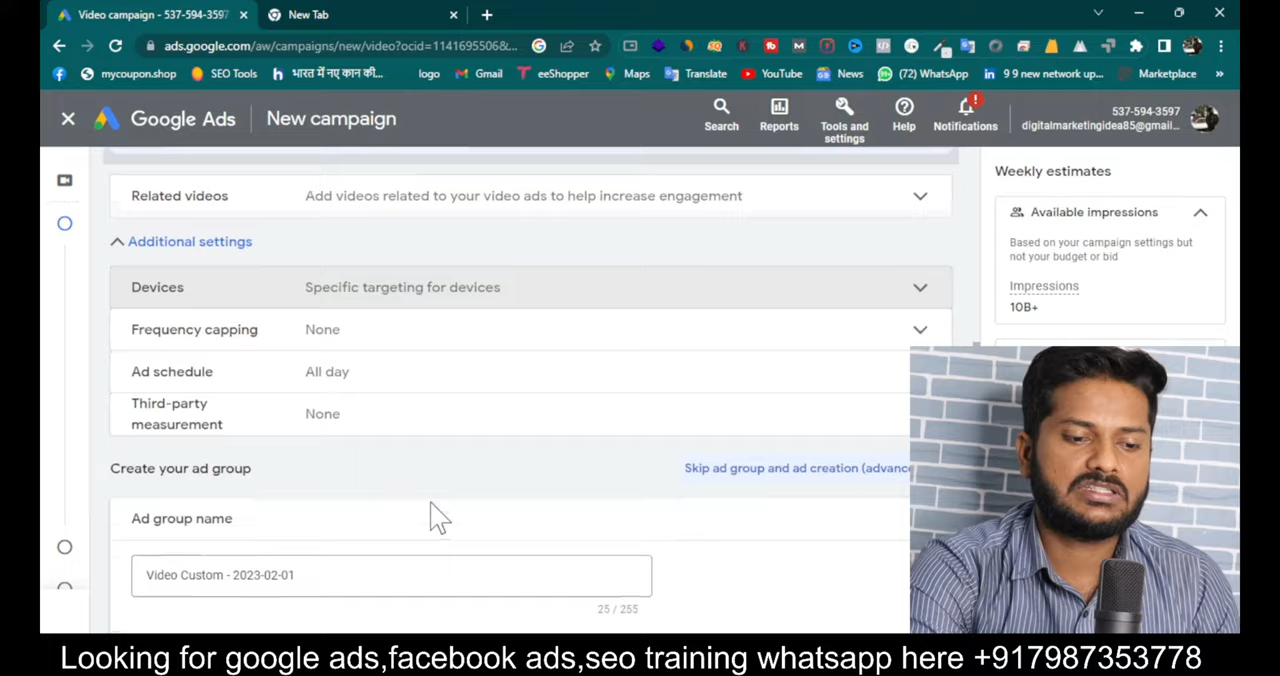 Video campaign - 537-594-3597
New Tab
ads.google.com/aw/campaigns/new/video?ocid=1141695506&...
mycoupon.shop
SEO Tools
भारत में नए कान की...
logo
Gmail
eeShopper
Maps
Translate
YouTube
News
(72) WhatsApp
9 9 new network up...
Marketplace
Google Ads
New campaign
Search
Reports
Tools and settings
Help
Notifications
537-594-3597
digitalmarketingidea85@gmail...
Related videos
Add videos related to your video ads to help increase engagement
Additional settings
Devices
Specific targeting for devices
Frequency capping
None
Ad schedule
All day
Third-party
measurement
None
Create your ad group
Skip ad group and ad creation (advanc
Ad group name
Video Custom - 2023-02-01
25 / 255
Weekly estimates
Available impressions
Based on your campaign settings but
not your budget or bid
Impressions
10B+
Looking for google ads,facebook ads,seo training whatsapp here +917987353778